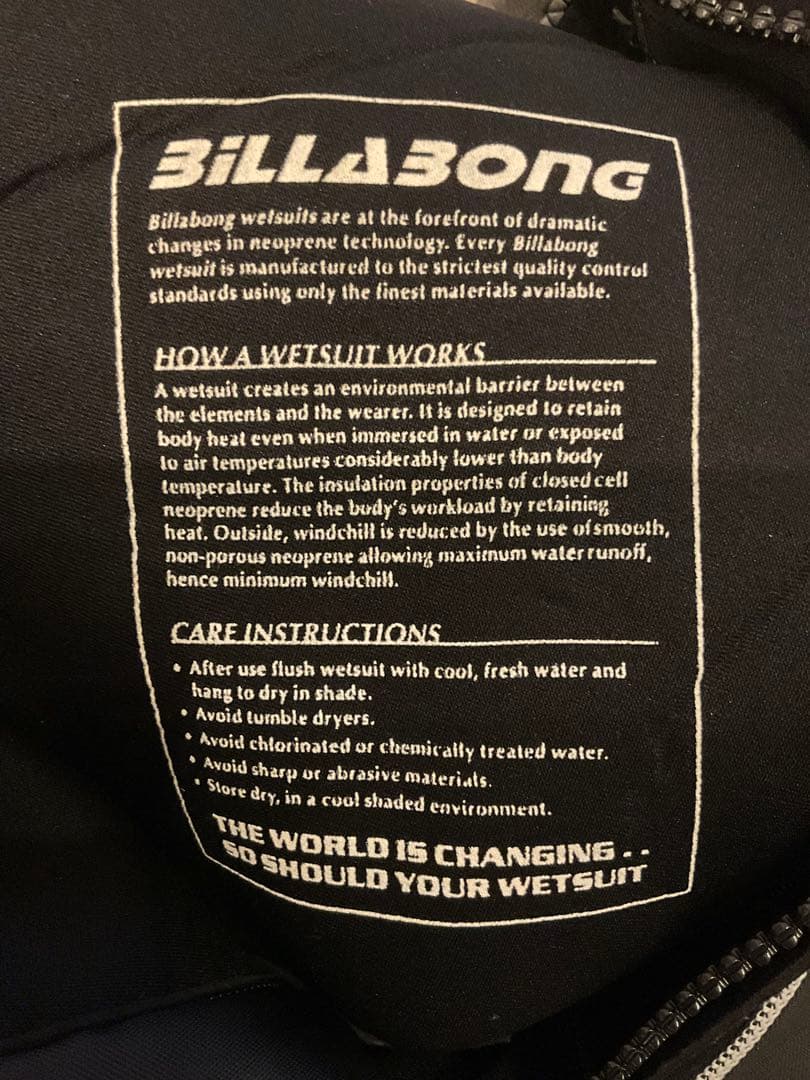 BiLLABONG
Billabong wetsuits are at the forefront of dramatic
changes in neoprene technology. Every Billabong
wetsuit is manufactured to the strictest quality control
standards using only the finest materials available.
HOW A WETSUIT WORKS
A wetsuit creates an environmental barrier between
the elements and the wearer. It is designed to retain
body heat even when immersed in water or exposed
to air temperatures considerably lower than body
temperature. The insulation properties of closed cell
neoprene reduce the body's workload by retaining
heat. Outside, windchill is reduced by the use of smooth,
non-porous neoprene allowing maximum water runoff,
hence minimum windchill.
CARE INSTRUCTIONS
• After use flush wetsuit with cool, fresh water and
hang to dry in shade.
• Avoid tumble dryers.
• Avoid chlorinated or chemically treated water.
• Avoid sharp or abrasive materials.
• Store dry, in a cool shaded environment.
THE WORLD IS CHANGING . .
SO SHOULD YOUR WETSUIT